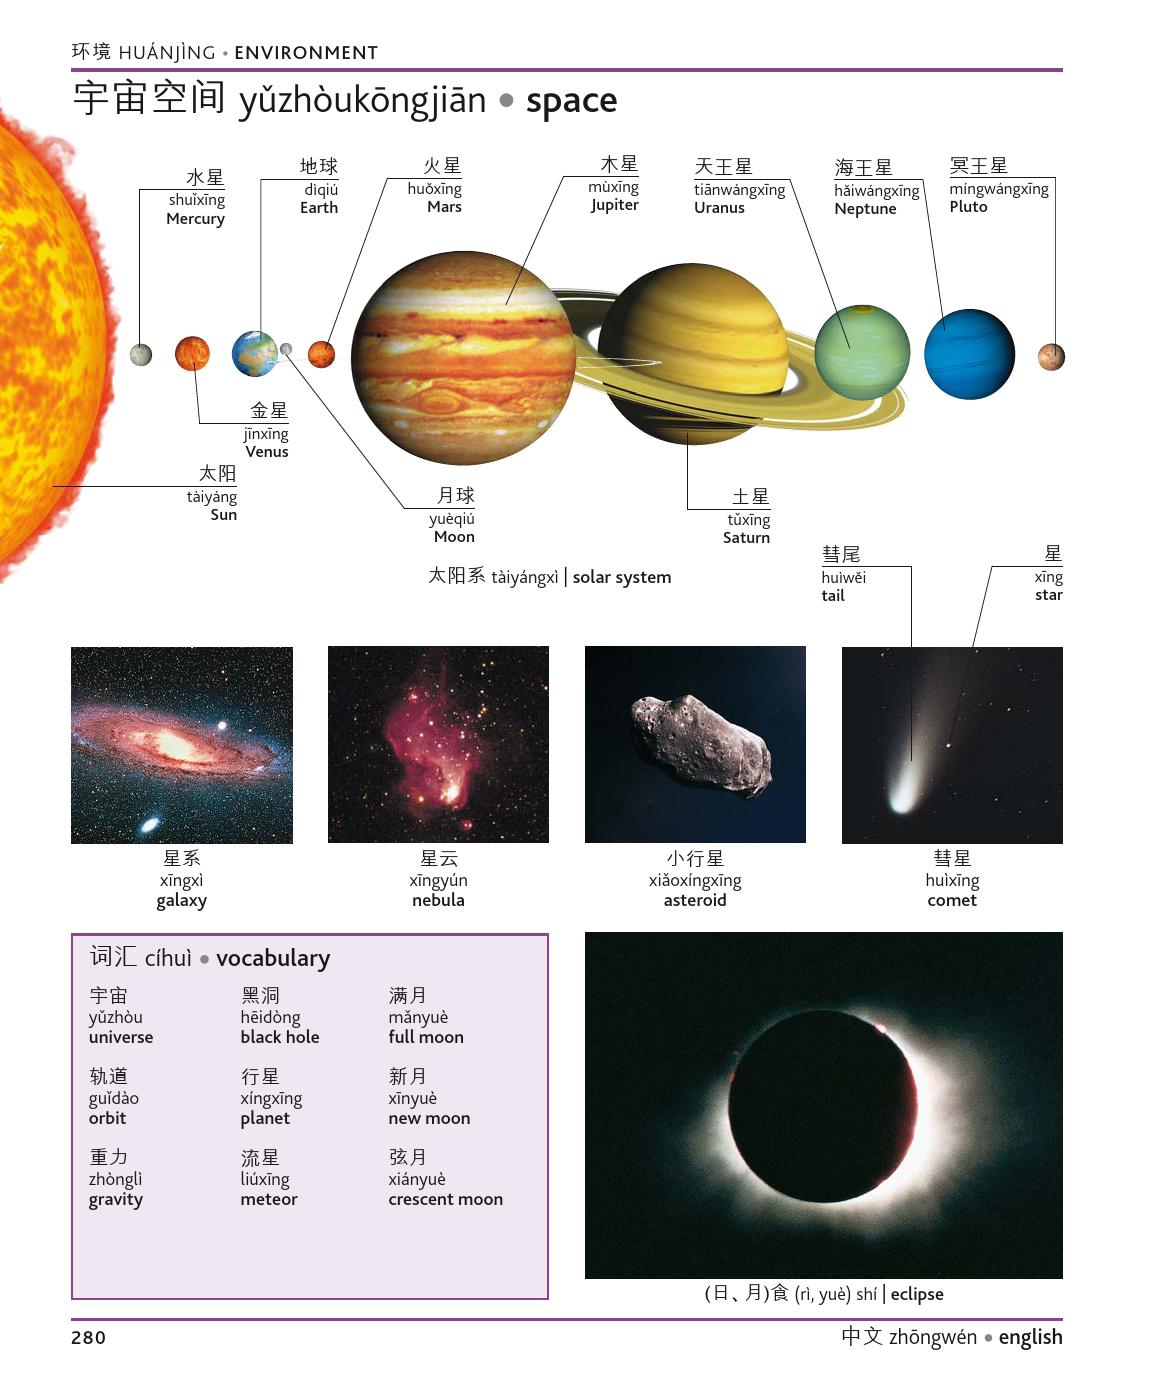 环境 HUÁNJÌNG • ENVIRONMENT
宇宙空间 yǔzhòukōngjiān • space
水星
shuǐxīng
Mercury
地球
dìqiú
Earth
火星
huǒxīng
Mars
木星
mùxīng
Jupiter
天王星
tiānwángxīng
Uranus
海王星
hǎiwángxīng
Neptune
冥王星
míngwángxīng
Pluto
金星
jīnxīng
Venus
太阳
tàiyáng
Sun
月球
yuèqiú
Moon
土星
tǔxīng
Saturn
太阳系 tàiyángxì | solar system
彗尾
huìwěi
tail
星
xīng
star
星系
xīngxì
galaxy
星云
xīngyún
nebula
小行星
xiǎoxíngxīng
asteroid
彗星
huìxīng
comet
词汇 cíhuì • vocabulary
宇宙
yǔzhòu
universe
轨道
guǐdào
orbit
重力
zhònglì
gravity
黑洞
hēidòng
black hole
行星
xíngxīng
planet
流星
liúxīng
meteor
满月
mǎnyuè
full moon
新月
xīnyuè
new moon
弦月
xiányuè
crescent moon
(日、月)食 (rì, yuè) shí | eclipse
280
中文 zhōngwén • english